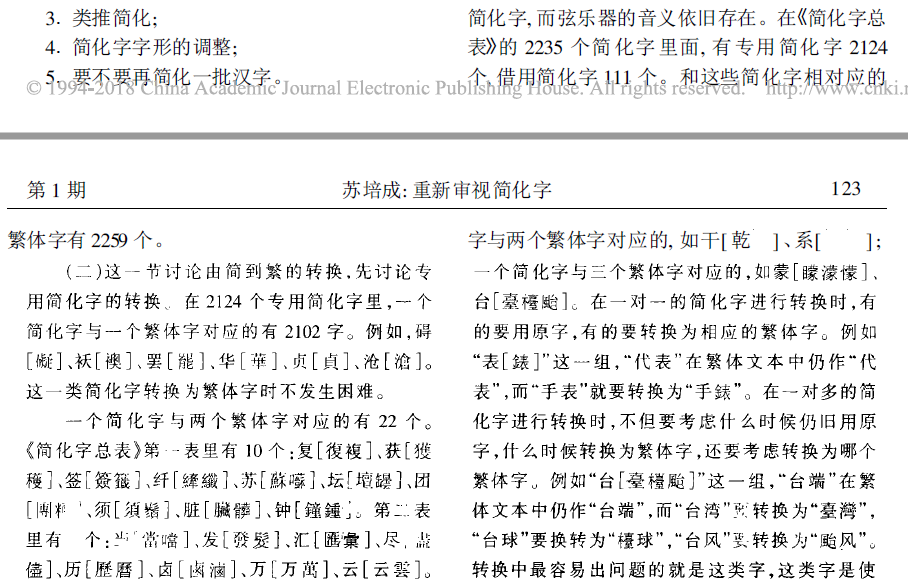 3. 类推简化;
4. 简化字字形的调整;
5. 要不要再简化一批汉字。
简化字,而弦乐器的音义依旧存在。在《简化字总
表》的 2235 个简化字里面,有专用简化字 2124
个,借用简化字 111 个。和这些简化字相对应的
© 1994-2018 China Academic Journal Electronic Publishing House. All rights reserved. http://www.cnki.n
第 1 期
苏培成:重新审视简化字
123
繁体字有 2259 个。
(二)这一节讨论由简到繁的转换,先讨论专
用简化字的转换。在 2124 个专用简化字里,一个
简化字与一个繁体字对应的有 2102 字。例如,碍
[礙]、袄[襖]、罢[罷]、华[華]、贞[貞]、沧[滄]。
这一类简化字转换为繁体字时不发生困难。
一个简化字与两个繁体字对应的有 22 个。
《简化字总表》第一表里有 10 个:复[復複]、获[獲
穫]、签[簽籤]、纤[縴纖]、苏[蘇囌]、坛[壇罎]、团
[團]、须[須鬚]、脏[臟髒]、钟[鐘鍾]。第二表
里有 个:当[當噹]、发[發髮]、汇[匯彙]、尽[盡
儘]、历[歷曆]、卤[鹵滷]、万[万萬]、云[云雲]。
字与两个繁体字对应的,如干[乾 ]、系[ ];
一个简化字与三个繁体字对应的,如蒙[矇濛懞]、
台[臺檯颱]。在一对一的简化字进行转换时,有
的要用原字,有的要转换为相应的繁体字。例如
“表[錶]”这一组,“代表”在繁体文本中仍作“代
表”,而“手表”就要转换为“手錶”。在一对多的简
化字进行转换时,不但要考虑什么时候仍旧用原
字,什么时候转换为繁体字,还要考虑转换为哪个
繁体字。例如“台[臺檯颱]”这一组,“台端”在繁
体文本中仍作“台端”,而“台湾”要转换为“臺灣”,
“台球”要换转为“檯球”,“台风”要转换为“颱风”。
转换中最容易出问题的就是这类字,这类字是使